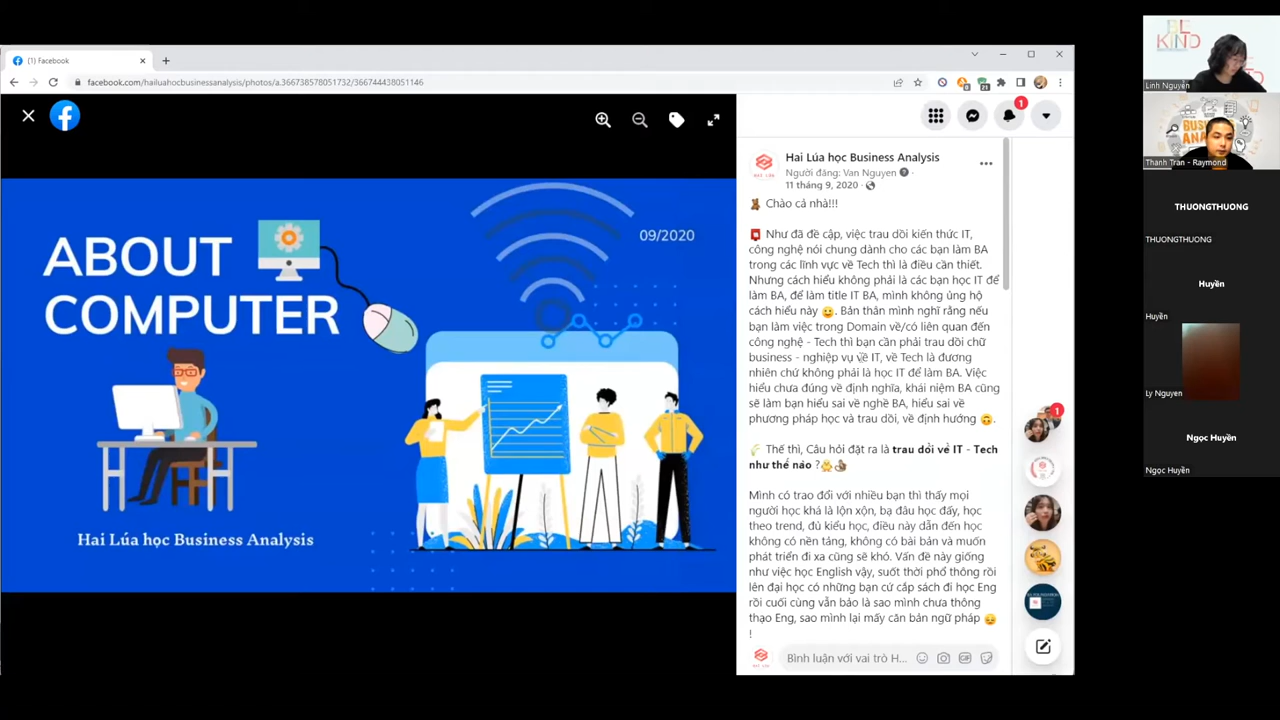 (1) Facebook
facebook.com/hailuahocbusinessanalysis/photos/a.366738578051732/366744438051146
ABOUT
COMPUTER
09/2020
Hai Lúa học Business Analysis
1
Hai Lúa học Business Analysis
Người đăng: Van Nguyen
11 tháng 9, 2020
Chào cả nhà!!!
Như đã đề cập, việc trau dồi kiến thức IT,
công nghệ nói chung dành cho các bạn làm BA
trong các lĩnh vực về Tech thì là điều cần thiết.
Nhưng cách hiểu không phải là các bạn học IT để
làm BA, để làm title IT BA, mình không ủng hộ
cách hiểu này. Bản thân mình nghĩ rằng nếu
bạn làm việc trong Domain về/có liên quan đến
công nghệ - Tech thì bạn cần phải trau dồi chữ
business - nghiệp vụ về IT, về Tech là đương
nhiên chứ không phải là học IT để làm BA. Việc
hiểu chưa đúng về định nghĩa, khái niệm BA cũng
sẽ làm bạn hiểu sai về nghề BA, hiểu sai về
phương pháp học và trau dồi, về định hướng.
Thế thì, Câu hỏi đặt ra là trau dồi về IT - Tech
như thế nào ?
Mình có trao đổi với nhiều bạn thì thấy mọi
người học khá là lộn xộn, bạ đâu học đấy, học
theo trend, đủ kiểu học, điều này dẫn đến học
không có nền tảng, không có bài bản và muốn
phát triển đi xa cũng sẽ khó. Vấn đề này giống
như việc học English vậy, suốt thời phổ thông rồi
lên đại học có những bạn cứ cắp sách đi học Eng
rồi cuối cùng vẫn bảo là sao mình chưa thông
thạo Eng, sao mình lại mấy căn bản ngữ pháp
!
Bình luận với vai trò H...
GIF
1
BE
KIND
Linh Nguyễn
BUSINESS
ANALYSIS
Thanh Tran - Raymond
THUONGTHUONG
THUONGTHUONG
Huyền
Huyền
Ly Nguyen
Ngọc Huyền
Ngọc Huyền